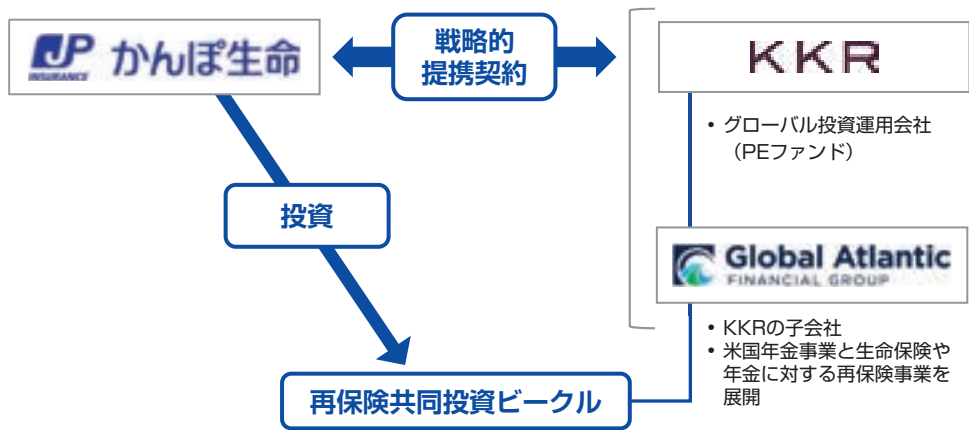 JP
INSURANCE
かんぽ生命
戦略的
提携契約
KKR
• グローバル投資運用会社
(PEファンド)
投資
Global Atlantic
FINANCIAL GROUP
• KKRの子会社
• 米国年金事業と生命保険や
年金に対する再保険事業を
展開
再保険共同投資ビークル